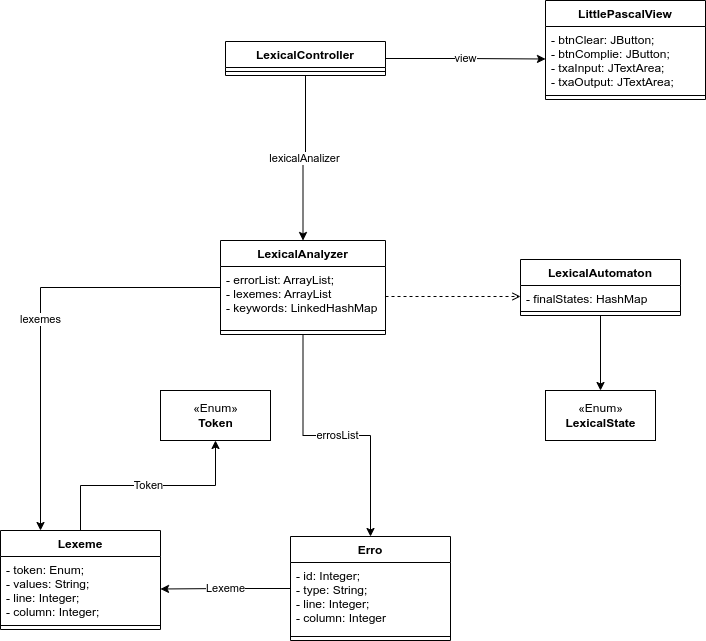 LittlePascalView
- btnClear: JButton;
- btnComplie: JButton;
- txaInput: JTextArea;
- txaOutput: JTextArea;
LexicalController
view
lexicalAnalizer
LexicalAnalyzer
- errorList: ArrayList;
- lexemes: ArrayList
- keywords: LinkedHashMap
LexicalAutomaton
- finalStates: HashMap
lexemes
«Enum»
Token
«Enum»
LexicalState
errosList
Token
Lexeme
- token: Enum;
- values: String;
- line: Integer;
- column: Integer;
Lexeme
Erro
- id: Integer;
- type: String;
- line: Integer;
- column: Integer